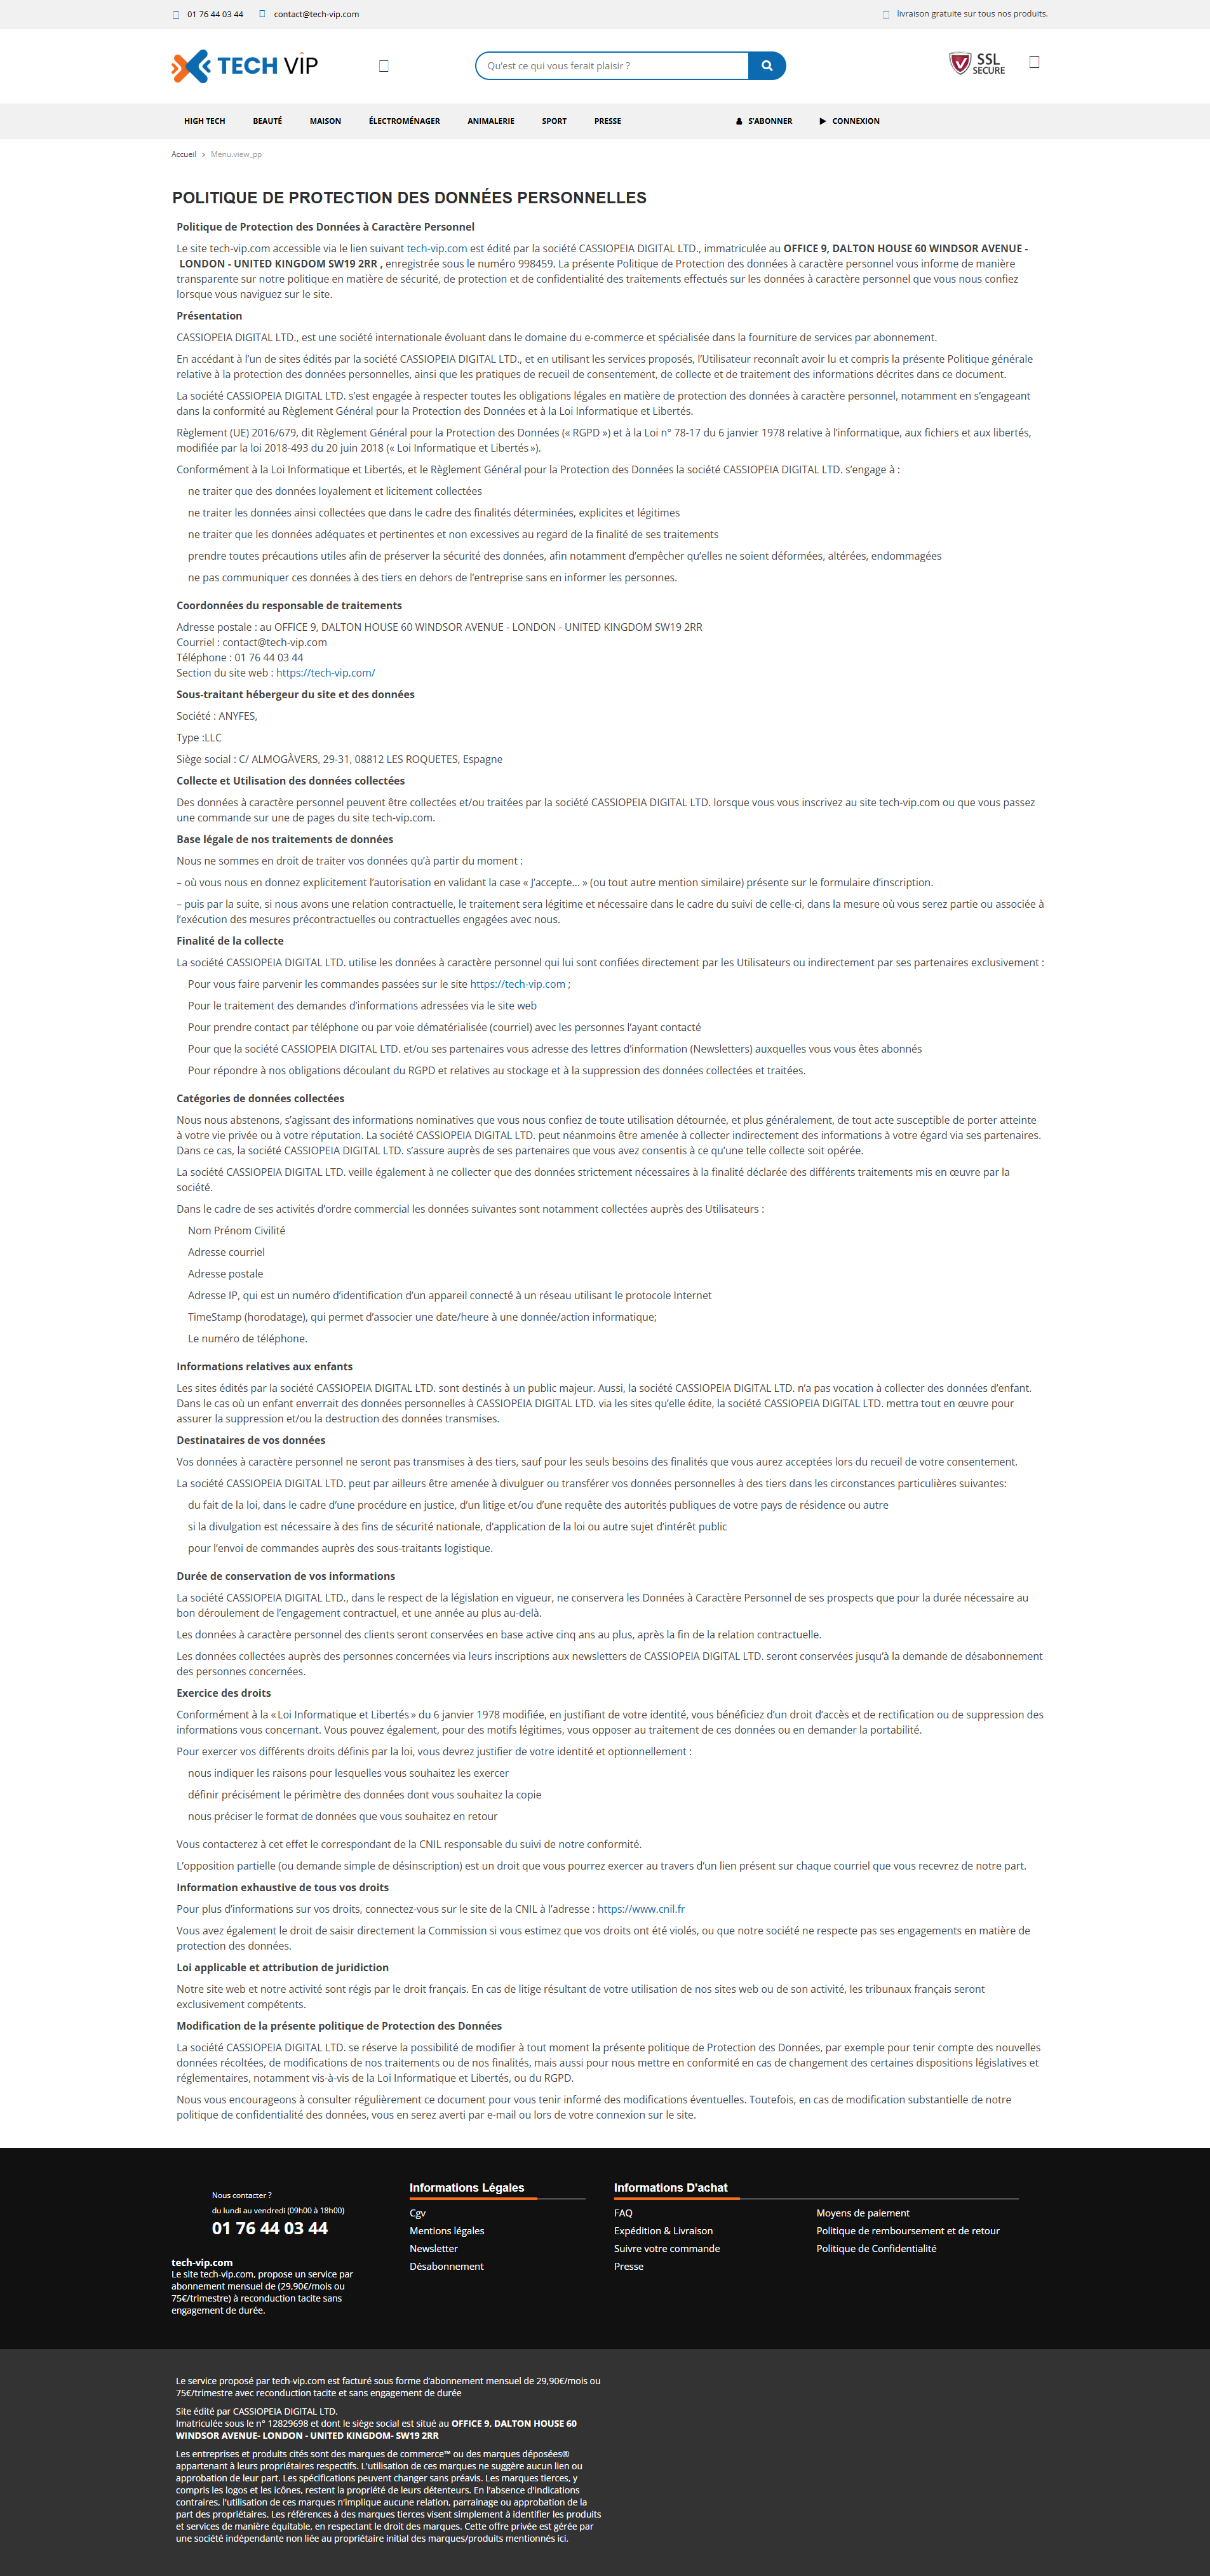 01 76 44 03 44 contact@tech-vip.com livraison gratuite sur tous nos produits.
TECH VIP Qu'est ce qui vous ferait plaisir ? SSL SECURE
HIGH TECH BEAUTÉ MAISON ÉLECTROMÉNAGER ANIMALERIE SPORT PRESSE S'ABONNER CONNEXION
Accueil > Menu.view_pp
POLITIQUE DE PROTECTION DES DONNÉES PERSONNELLES
Politique de Protection des Données à Caractère Personnel
Le site tech-vip.com accessible via le lien suivant tech-vip.com est édité par la société CASSIOPEIA DIGITAL LTD., immatriculée au OFFICE 9, DALTON HOUSE 60 WINDSOR AVENUE -
LONDON - UNITED KINGDOM SW19 2RR , enregistrée sous le numéro 998459. La présente Politique de Protection des données à caractère personnel vous informe de manière
transparente sur notre politique en matière de sécurité, de protection et de confidentialité des traitements effectués sur les données à caractère personnel que vous nous confiez
lorsque vous naviguez sur le site.
Présentation
CASSIOPEIA DIGITAL LTD., est une société internationale évoluant dans le domaine du e-commerce et spécialisée dans la fourniture de services par abonnement.
En accédant à l'un de sites édités par la société CASSIOPEIA DIGITAL LTD., et en utilisant les services proposés, l'Utilisateur reconnaît avoir lu et compris la présente Politique générale
relative à la protection des données personnelles, ainsi que les pratiques de recueil de consentement, de collecte et de traitement des informations décrites dans ce document.
La société CASSIOPEIA DIGITAL LTD. s'est engagée à respecter toutes les obligations légales en matière de protection des données à caractère personnel, notamment en s'engageant
dans la conformité au Règlement Général pour la Protection des Données et à la Loi Informatique et Libertés.
Règlement (UE) 2016/679, dit Règlement Général pour la Protection des Données (« RGPD ») et à la Loi n° 78-17 du 6 janvier 1978 relative à l'informatique, aux fichiers et aux libertés,
modifiée par la loi 2018-493 du 20 juin 2018 (« Loi Informatique et Libertés »).
Conformément à la Loi Informatique et Libertés, et le Règlement Général pour la Protection des Données la société CASSIOPEIA DIGITAL LTD. s'engage à :
ne traiter que des données loyalement et licitement collectées
ne traiter les données ainsi collectées que dans le cadre des finalités déterminées, explicites et légitimes
ne traiter que les données adéquates et pertinentes et non excessives au regard de la finalité de ses traitements
prendre toutes précautions utiles afin de préserver la sécurité des données, afin notamment d'empêcher qu'elles ne soient déformées, altérées, endommagées
ne pas communiquer ces données à des tiers en dehors de l'entreprise sans en informer les personnes.
Coordonnées du responsable de traitements
Adresse postale : au OFFICE 9, DALTON HOUSE 60 WINDSOR AVENUE - LONDON - UNITED KINGDOM SW19 2RR
Courriel : contact@tech-vip.com
Téléphone : 01 76 44 03 44
Section du site web : https://tech-vip.com/
Sous-traitant hébergeur du site et des données
Société : ANYFES,
Type :LLC
Siège social : C/ ALMOGÀVERS, 29-31, 08812 LES ROQUETES, Espagne
Collecte et Utilisation des données collectées
Des données à caractère personnel peuvent être collectées et/ou traitées par la société CASSIOPEIA DIGITAL LTD. lorsque vous vous inscrivez au site tech-vip.com ou que vous passez
une commande sur une de pages du site tech-vip.com.
Base légale de nos traitements de données
Nous ne sommes en droit de traiter vos données qu'à partir du moment :
– où vous nous en donnez explicitement l'autorisation en validant la case « J'accepte... » (ou tout autre mention similaire) présente sur le formulaire d'inscription.
– puis par la suite, si nous avons une relation contractuelle, le traitement sera légitime et nécessaire dans le cadre du suivi de celle-ci, dans la mesure où vous serez partie ou associée à
l'exécution des mesures précontractuelles ou contractuelles engagées avec nous.
Finalité de la collecte
La société CASSIOPEIA DIGITAL LTD. utilise les données à caractère personnel qui lui sont confiées directement par les Utilisateurs ou indirectement par ses partenaires exclusivement :
Pour vous faire parvenir les commandes passées sur le site https://tech-vip.com ;
Pour le traitement des demandes d'informations adressées via le site web
Pour prendre contact par téléphone ou par voie dématérialisée (courriel) avec les personnes l'ayant contacté
Pour que la société CASSIOPEIA DIGITAL LTD. et/ou ses partenaires vous adresse des lettres d'information (Newsletters) auxquelles vous vous êtes abonnés
Pour répondre à nos obligations découlant du RGPD et relatives au stockage et à la suppression des données collectées et traitées.
Catégories de données collectées
Nous nous abstenons, s'agissant des informations nominatives que vous nous confiez de toute utilisation détournée, et plus généralement, de tout acte susceptible de porter atteinte
à votre vie privée ou à votre réputation. La société CASSIOPEIA DIGITAL LTD. peut néanmoins être amenée à collecter indirectement des informations à votre égard via ses partenaires.
Dans ce cas, la société CASSIOPEIA DIGITAL LTD. s'assure auprès de ses partenaires que vous avez consentis à ce qu'une telle collecte soit opérée.
La société CASSIOPEIA DIGITAL LTD. veille également à ne collecter que des données strictement nécessaires à la finalité déclarée des différents traitements mis en œuvre par la
société.
Dans le cadre de ses activités d'ordre commercial les données suivantes sont notamment collectées auprès des Utilisateurs :
Nom Prénom Civilité
Adresse courriel
Adresse postale
Adresse IP, qui est un numéro d'identification d'un appareil connecté à un réseau utilisant le protocole Internet
TimeStamp (horodatage), qui permet d'associer une date/heure à une donnée/action informatique;
Le numéro de téléphone.
Informations relatives aux enfants
Les sites édités par la société CASSIOPEIA DIGITAL LTD. sont destinés à un public majeur. Aussi, la société CASSIOPEIA DIGITAL LTD. n'a pas vocation à collecter des données d'enfant.
Dans le cas où un enfant enverrait des données personnelles à CASSIOPEIA DIGITAL LTD. via les sites qu'elle édite, la société CASSIOPEIA DIGITAL LTD. mettra tout en œuvre pour
assurer la suppression et/ou la destruction des données transmises.
Destinataires de vos données
Vos données à caractère personnel ne seront pas transmises à des tiers, sauf pour les seuls besoins des finalités que vous aurez acceptées lors du recueil de votre consentement.
La société CASSIOPEIA DIGITAL LTD. peut par ailleurs être amenée à divulguer ou transférer vos données personnelles à des tiers dans les circonstances particulières suivantes:
du fait de la loi, dans le cadre d'une procédure en justice, d'un litige et/ou d'une requête des autorités publiques de votre pays de résidence ou autre
si la divulgation est nécessaire à des fins de sécurité nationale, d'application de la loi ou autre sujet d'intérêt public
pour l'envoi de commandes auprès des sous-traitants logistique.
Durée de conservation de vos informations
La société CASSIOPEIA DIGITAL LTD., dans le respect de la législation en vigueur, ne conservera les Données à Caractère Personnel de ses prospects que pour la durée nécessaire au
bon déroulement de l'engagement contractuel, et une année au plus au-delà.
Les données à caractère personnel des clients seront conservées en base active cinq ans au plus, après la fin de la relation contractuelle.
Les données collectées auprès des personnes concernées via leurs inscriptions aux newsletters de CASSIOPEIA DIGITAL LTD. seront conservées jusqu'à la demande de désabonnement
des personnes concernées.
Exercice des droits
Conformément à la « Loi Informatique et Libertés » du 6 janvier 1978 modifiée, en justifiant de votre identité, vous bénéficiez d'un droit d'accès et de rectification ou de suppression des
informations vous concernant. Vous pouvez également, pour des motifs légitimes, vous opposer au traitement de ces données ou en demander la portabilité.
Pour exercer vos différents droits définis par la loi, vous devrez justifier de votre identité et optionnellement :
nous indiquer les raisons pour lesquelles vous souhaitez les exercer
définir précisément le périmètre des données dont vous souhaitez la copie
nous préciser le format de données que vous souhaitez en retour
Vous contacterez à cet effet le correspondant de la CNIL responsable du suivi de notre conformité.
L'opposition partielle (ou demande simple de désinscription) est un droit que vous pourrez exercer au travers d'un lien présent sur chaque courriel que vous recevrez de notre part.
Information exhaustive de tous vos droits
Pour plus d'informations sur vos droits, connectez-vous sur le site de la CNIL à l'adresse : https://www.cnil.fr
Vous avez également le droit de saisir directement la Commission si vous estimez que vos droits ont été violés, ou que notre société ne respecte pas ses engagements en matière de
protection des données.
Loi applicable et attribution de juridiction
Notre site web et notre activité sont régis par le droit français. En cas de litige résultant de votre utilisation de nos sites web ou de son activité, les tribunaux français seront
exclusivement compétents.
Modification de la présente politique de Protection des Données
La société CASSIOPEIA DIGITAL LTD. se réserve la possibilité de modifier à tout moment la présente politique de Protection des Données, par exemple pour tenir compte des nouvelles
données récoltées, de modifications de nos traitements ou de nos finalités, mais aussi pour nous mettre en conformité en cas de changement des certaines dispositions législatives et
réglementaires, notamment vis-à-vis de la Loi Informatique et Libertés, ou du RGPD.
Nous vous encourageons à consulter régulièrement ce document pour vous tenir informé des modifications éventuelles. Toutefois, en cas de modification substantielle de notre
politique de confidentialité des données, vous en serez averti par e-mail ou lors de votre connexion sur le site.
Nous contacter ?
du lundi au vendredi (09h00 à 18h00)
01 76 44 03 44
tech-vip.com
Le site tech-vip.com, propose un service par
abonnement mensuel de (29,90€/mois ou
75€/trimestre) à reconduction tacite sans
engagement de durée.
Informations Légales
Cgv
Mentions légales
Newsletter
Désabonnement
Informations D'achat
FAQ
Expédition & Livraison
Suivre votre commande
Presse
Moyens de paiement
Politique de remboursement et de retour
Politique de Confidentialité
Le service proposé par tech-vip.com est facturé sous forme d'abonnement mensuel de 29,90€/mois ou
75€/trimestre avec reconduction tacite et sans engagement de durée
Site édité par CASSIOPEIA DIGITAL LTD.
Imatriculée sous le n° 12829698 et dont le siège social est situé au OFFICE 9, DALTON HOUSE 60
WINDSOR AVENUE- LONDON - UNITED KINGDOM- SW19 2RR
Les entreprises et produits cités sont des marques de commerce™ ou des marques déposées®
appartenant à leurs propriétaires respectifs. L'utilisation de ces marques ne suggère aucun lien ou
approbation de leur part. Les spécifications peuvent changer sans préavis. Les marques tierces, y
compris les logos et les icônes, restent la propriété de leurs détenteurs. En l'absence d'indications
contraires, l'utilisation de ces marques n'implique aucune relation, parrainage ou approbation de la
part des propriétaires. Les références à des marques tierces visent simplement à identifier les produits
et services de manière équitable, en respectant le droit des marques. Cette offre privée est gérée par
une société indépendante non liée au propriétaire initial des marques/produits mentionnés ici.